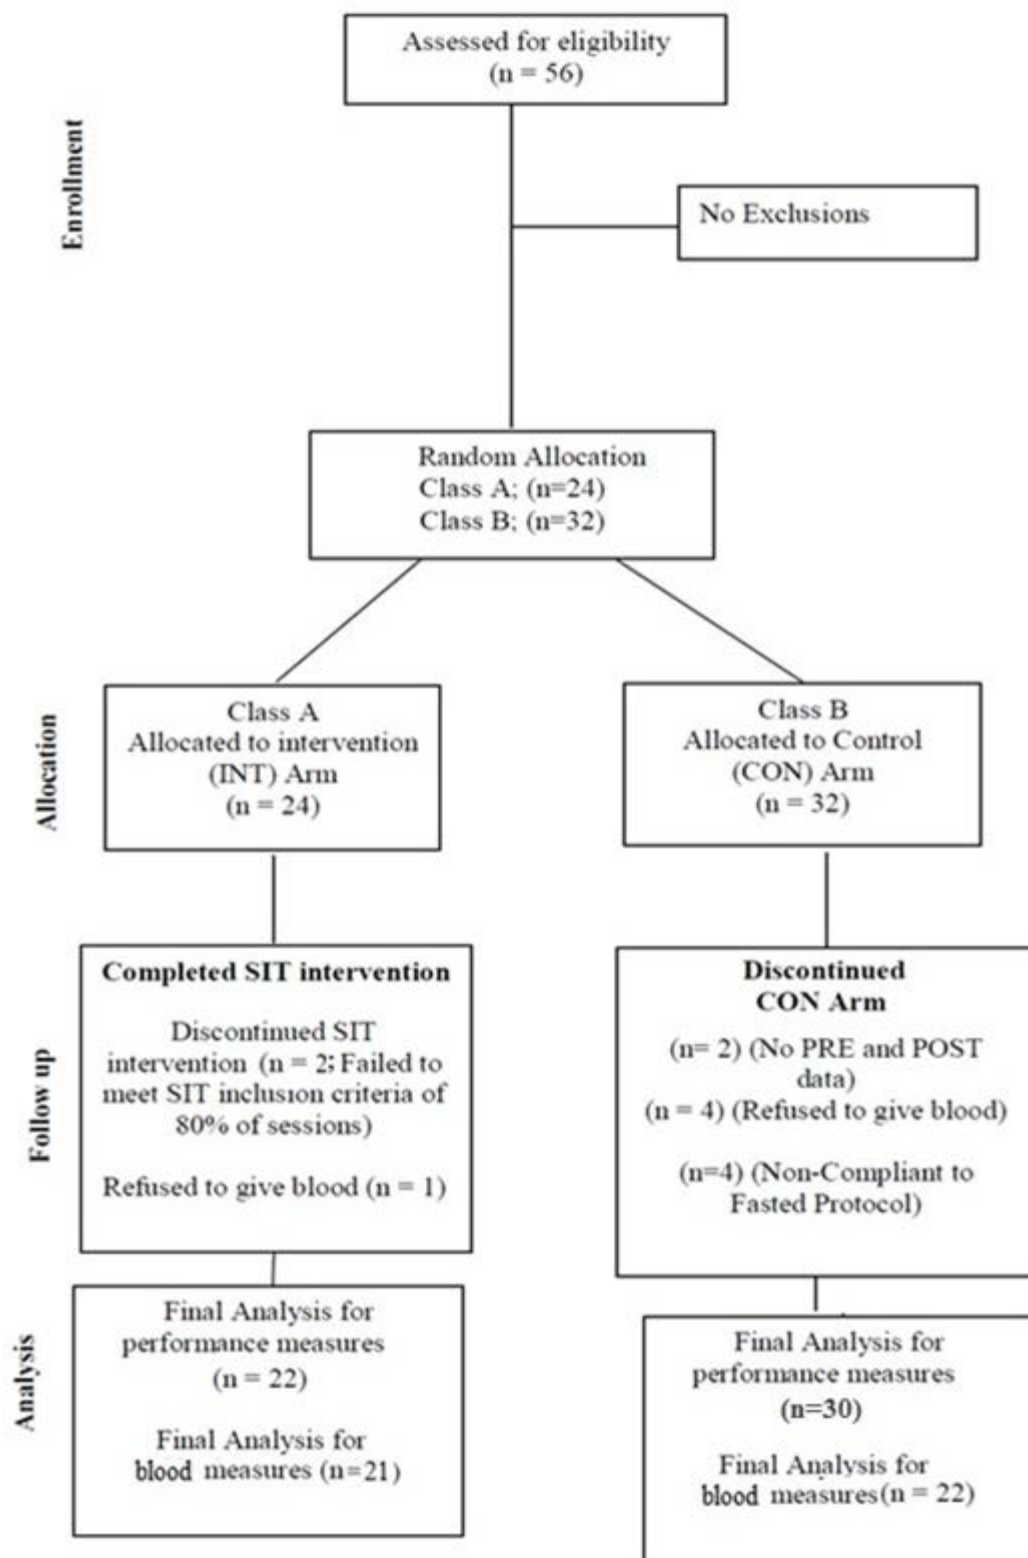 Assessed for eligibility
(n = 56)
Enrollment
No Exclusions
Random Allocation
Class A; (n=24)
Class B; (n=32)
Allocation
Class A
Allocated to intervention
(INT) Arm
(n = 24)
Class B
Allocated to Control
(CON) Arm
(n = 32)
Follow up
Completed SIT intervention
Discontinued SIT
intervention (n = 2; Failed to
meet SIT inclusion criteria of
80% of sessions)
Refused to give blood (n = 1)
Discontinued
CON Arm
(n= 2) (No PRE and POST
data)
(n = 4) (Refused to give blood)
(n=4) (Non-Compliant to
Fasted Protocol)
Analysis
Final Analysis for
performance measures
(n = 22)
Final Analysis for
blood measures (n=21)
Final Analysis for
performance measures
(n=30)
Final Analysis for
blood measures(n = 22)